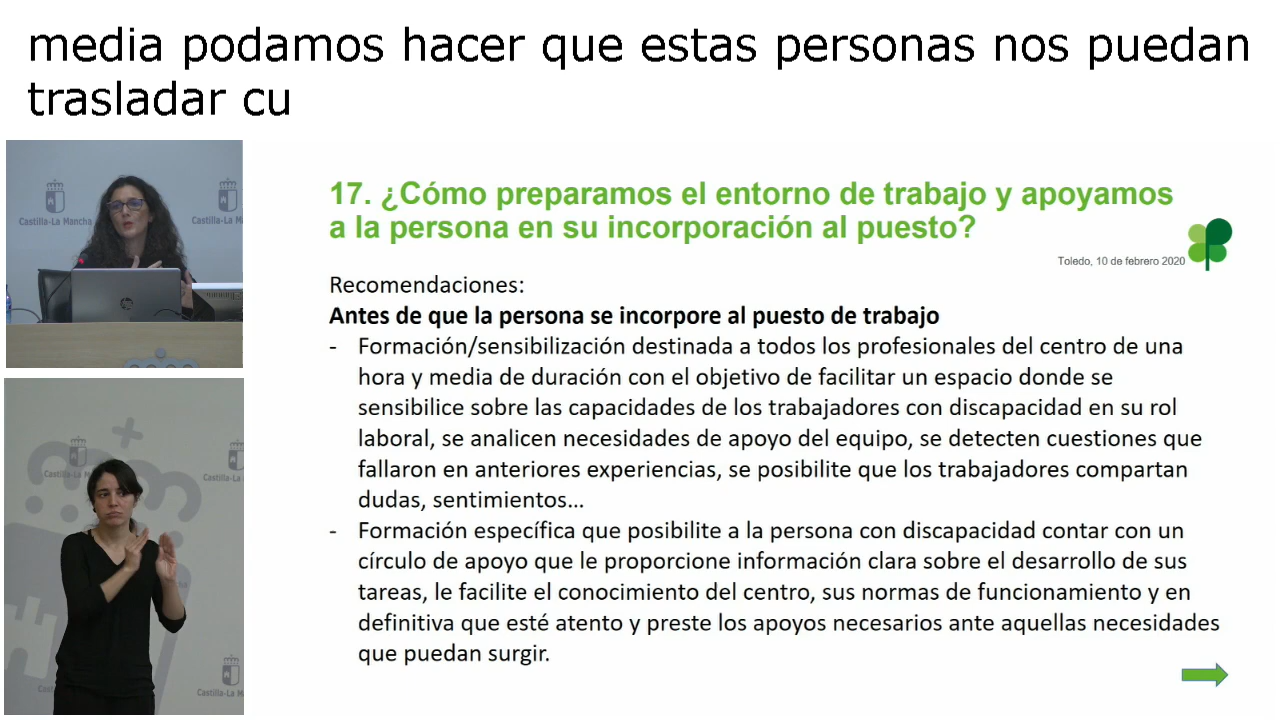 media podamos hacer que estas personas nos puedan
trasladar cu
Castilla-La Mancha
Castilla-La
17. ¿Cómo preparamos el entorno de trabajo y apoyamos
a la persona en su incorporación al puesto?
Toledo, 10 de febrero 2020
Recomendaciones:
Antes de que la persona se incorpore al puesto de trabajo
- Formación/sensibilización destinada a todos los profesionales del centro de una
hora y media de duración con el objetivo de facilitar un espacio donde se
sensibilice sobre las capacidades de los trabajadores con discapacidad en su rol
laboral, se analicen necesidades de apoyo del equipo, se detecten cuestiones que
fallaron en anteriores experiencias, se posibilite que los trabajadores compartan
dudas, sentimientos...
- Formación específica que posibilite a la persona con discapacidad contar con un
círculo de apoyo que le proporcione información clara sobre el desarrollo de sus
tareas, le facilite el conocimiento del centro, sus normas de funcionamiento y en
definitiva que esté atento y preste los apoyos necesarios ante aquellas necesidades
que puedan surgir.
Castilla-La M
Castilla-La
Castilla-La M